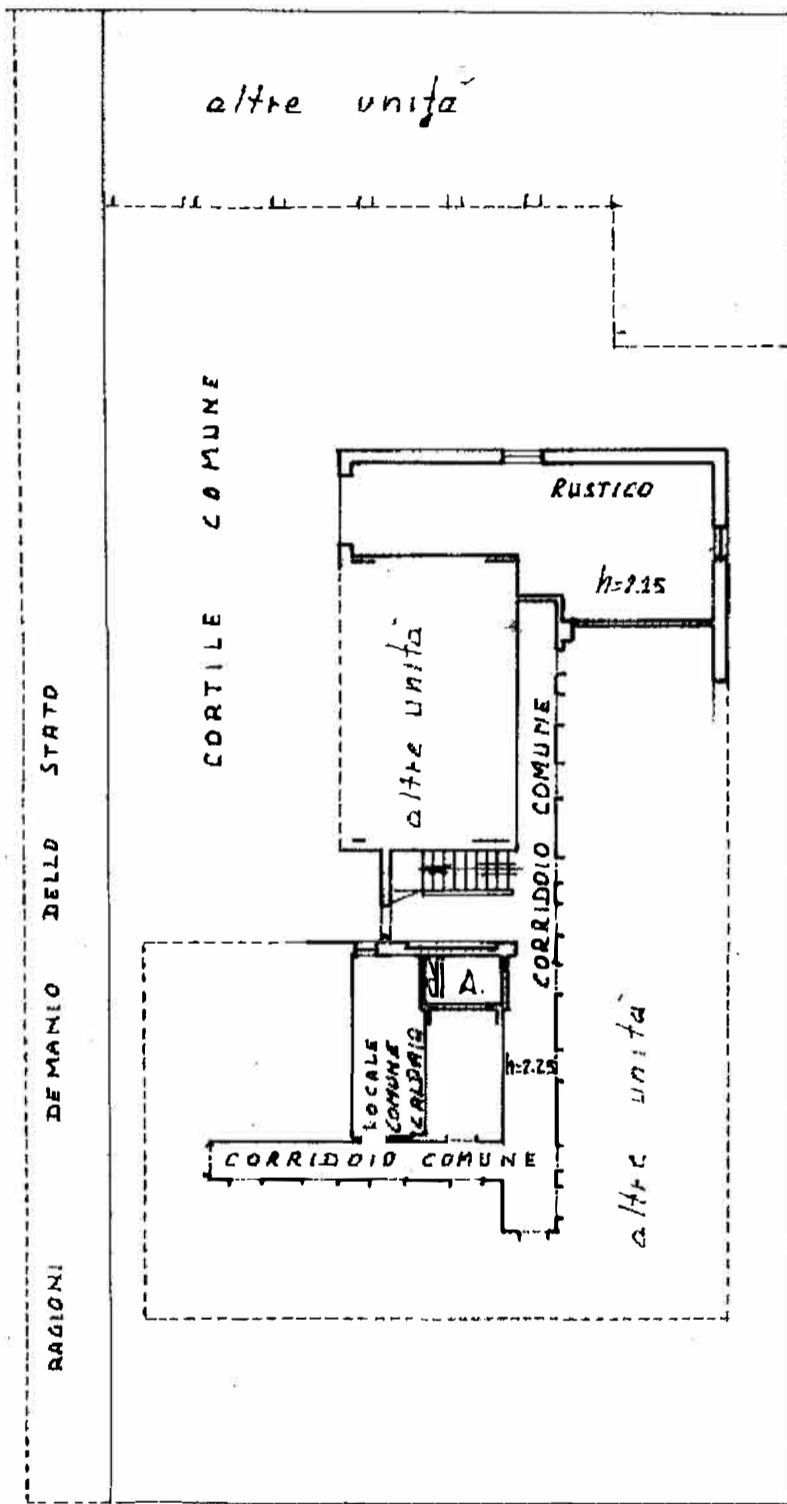 altre unità
CORTILE COMUNE
RUSTICO
h=2.25
altre unità
CORRIDOIO COMUNE
RAGIONI DEMANIO DELLO STATO
A.
LOCALE
COMUNE
CALDAIA
h=2.25
CORRIDOIO COMUNE
altre unità